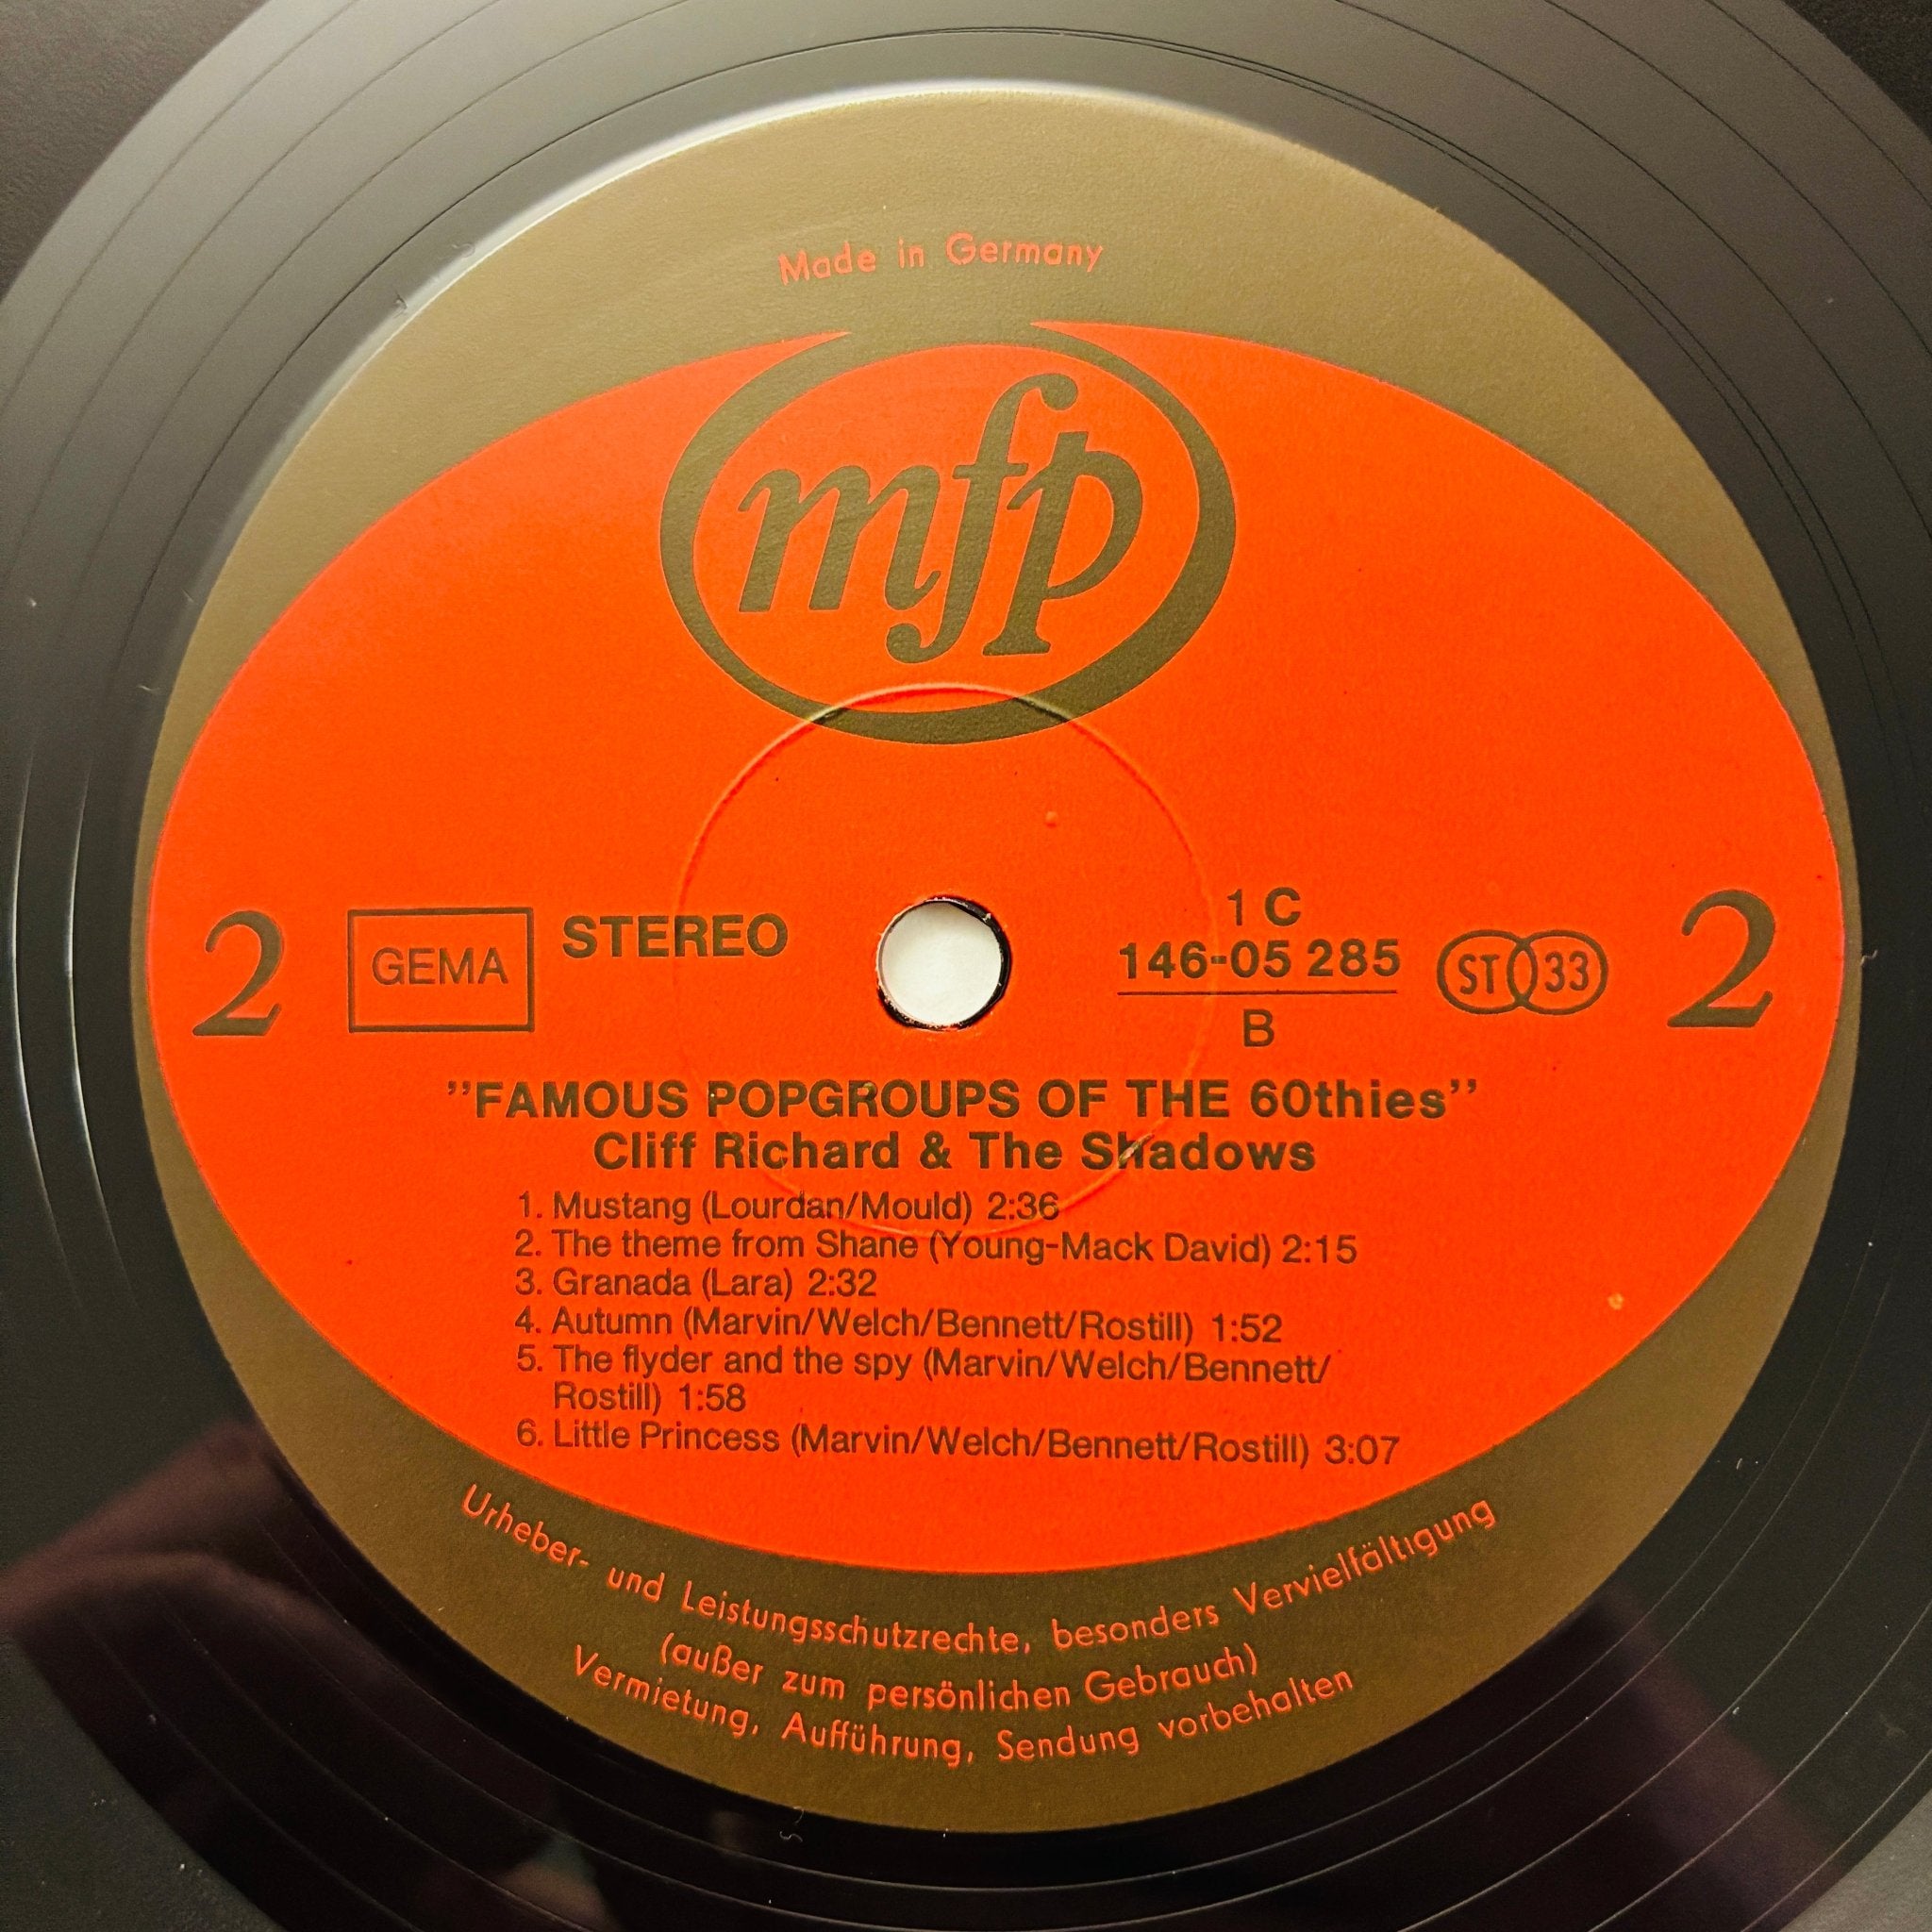 Made in Germany
mfp
2 GEMA STEREO
1 C
146-05 285
B
ST 33 2
"FAMOUS POPGROUPS OF THE 60thies"
Cliff Richard & The Shadows
1. Mustang (Lourdan/Mould) 2:36
2. The theme from Shane (Young-Mack David) 2:15
3. Granada (Lara) 2:32
4. Autumn (Marvin/Welch/Bennett/Rostill) 1:52
5. The flyder and the spy (Marvin/Welch/Bennett/
Rostill) 1:58
6. Little Princess (Marvin/Welch/Bennett/Rostill) 3:07
Urheber- und Leistungsschutzrechte, besonders Vervielfältigung
(außer zum persönlichen Gebrauch)
Vermietung, Aufführung, Sendung vorbehalten